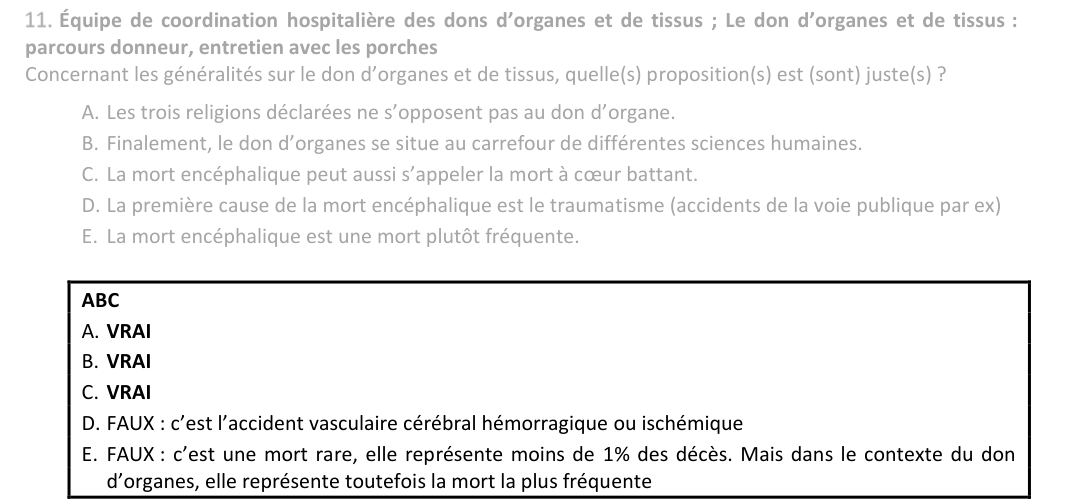 11. Équipe de coordination hospitalière des dons d’organes et de tissus ; Le don d’organes et de tissus :
parcours donneur, entretien avec les porches
Concernant les généralités sur le don d’organes et de tissus, quelle(s) proposition(s) est (sont) juste(s) ?
A. Les trois religions déclarées ne s’opposent pas au don d’organe.
B. Finalement, le don d’organes se situe au carrefour de différentes sciences humaines.
C. La mort encéphalique peut aussi s’appeler la mort à cœur battant.
D. La première cause de la mort encéphalique est le traumatisme (accidents de la voie publique par ex)
E. La mort encéphalique est une mort plutôt fréquente.
ABC
A. VRAI
B. VRAI
C. VRAI
D. FAUX : c’est l’accident vasculaire cérébral hémorragique ou ischémique
E. FAUX : c’est une mort rare, elle représente moins de 1% des décès. Mais dans le contexte du don
d’organes, elle représente toutefois la mort la plus fréquente